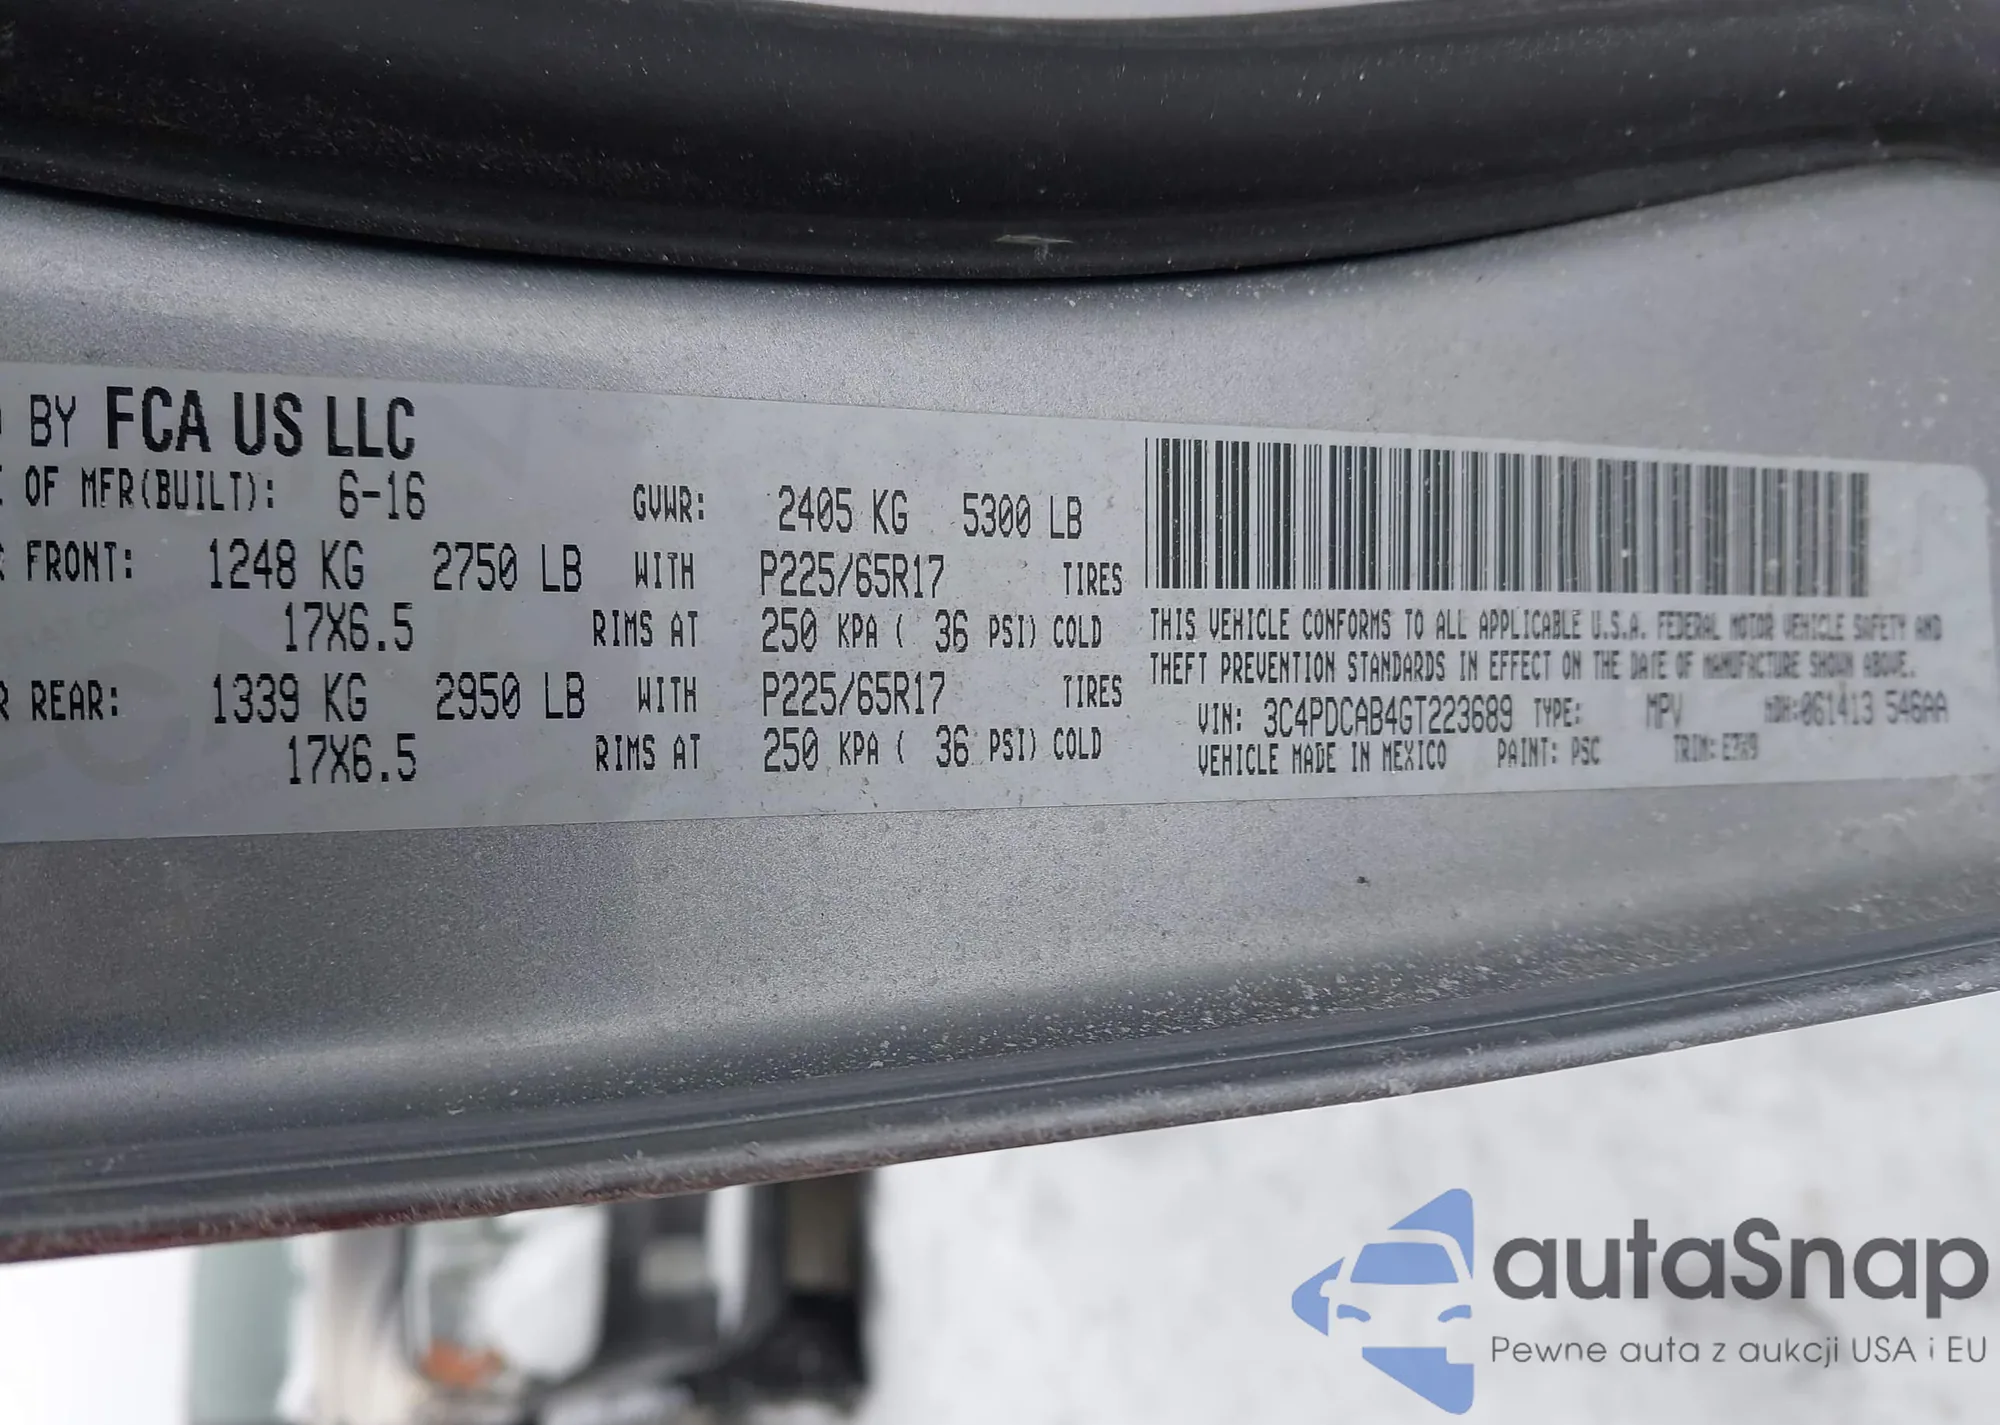 BY FCA US LLC
OF MFR(BUILT): 6-16 GVWR: 2405 KG 5300 LB
FRONT: 1248 KG 2750 LB WITH P225/65R17 TIRES
17X6.5 RIMS AT 250 KPA ( 36 PSI) COLD
REAR: 1339 KG 2950 LB WITH P225/65R17 TIRES
17X6.5 RIMS AT 250 KPA ( 36 PSI) COLD
THIS VEHICLE CONFORMS TO ALL APPLICABLE U.S.A. FEDERAL MOTOR VEHICLE SAFETY AND
THEFT PREVENTION STANDARDS IN EFFECT ON THE DATE OF MANUFACTURE SHOWN ABOVE.
VIN: 3C4PDCAB4GT223689 TYPE: MPV MDH:061413 546AA
VEHICLE MADE IN MEXICO PAINT: PSC TRIM:
autaSnap
Pewne auta z aukcji USA i EU